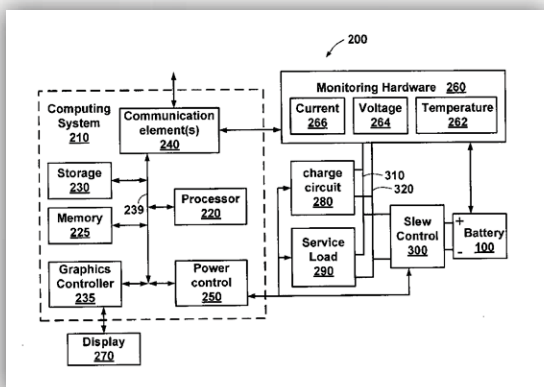 200
Monitoring Hardware 260
Current
266
Voltage
264
Temperature
262
Computing
System
210
Communication
element(s)
240
Storage
230
239
Processor
220
Memory
225
Graphics
Controller
235
Power
control
250
Display
270
charge
circuit
280
310
320
Service
Load
290
Slew
Control
300
+
Battery
100
-